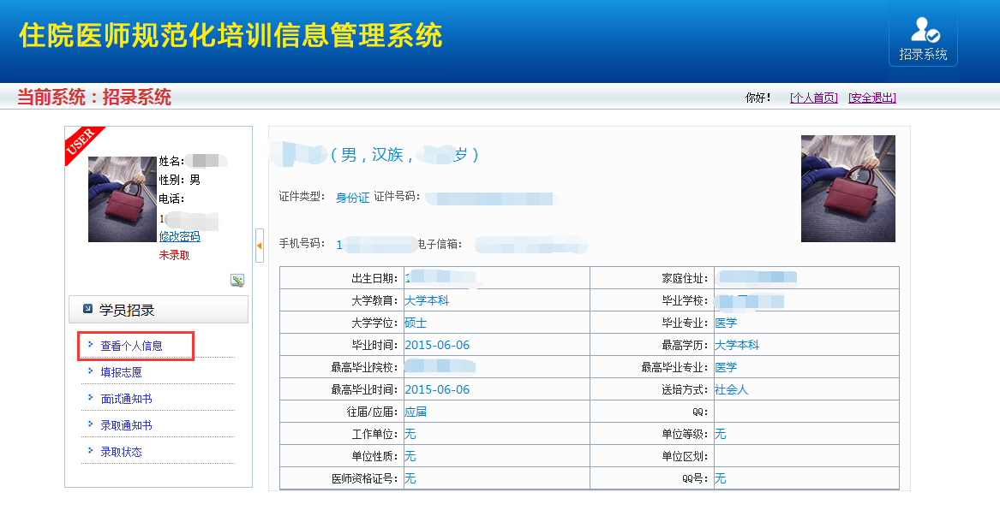 住院医师规范化培训信息管理系统
招录系统
当前系统：招录系统
你好！ [个人首页] [安全退出]
USER
姓名：
性别：男
电话：
1
修改密码
未录取
学员招录
查看个人信息
填报志愿
面试通知书
录取通知书
录取状态
（男，汉族， 岁）
证件类型： 身份证 证件号码：
手机号码： 1 电子信箱：
出生日期： 1 家庭住址：
大学教育： 大学本科 毕业学校：
大学学位： 硕士 毕业专业： 医学
毕业时间： 2015-06-06 最高学历： 大学本科
最高毕业院校： 最高毕业专业： 医学
最高毕业时间： 2015-06-06 送培方式： 社会人
往届/应届： 应届 QQ：
工作单位： 无 单位等级： 无
单位性质： 无 单位区划：
医师资格证号： 无 QQ号： 无